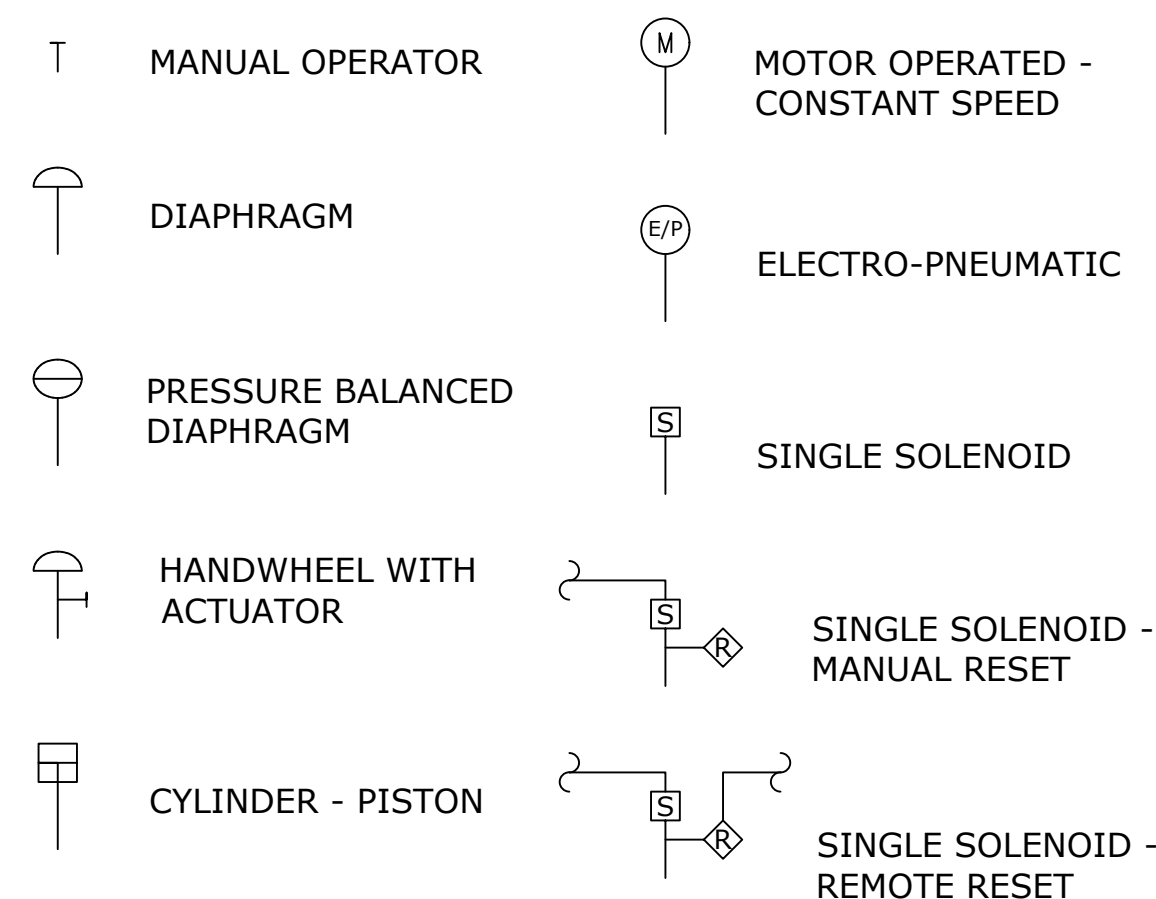 MANUAL OPERATOR
DIAPHRAGM
PRESSURE BALANCED
DIAPHRAGM
HANDWHEEL WITH
ACTUATOR
CYLINDER - PISTON
M
MOTOR OPERATED -
CONSTANT SPEED
E/P
ELECTRO-PNEUMATIC
S
SINGLE SOLENOID
S
R
SINGLE SOLENOID -
MANUAL RESET
S
R
SINGLE SOLENOID -
REMOTE RESET